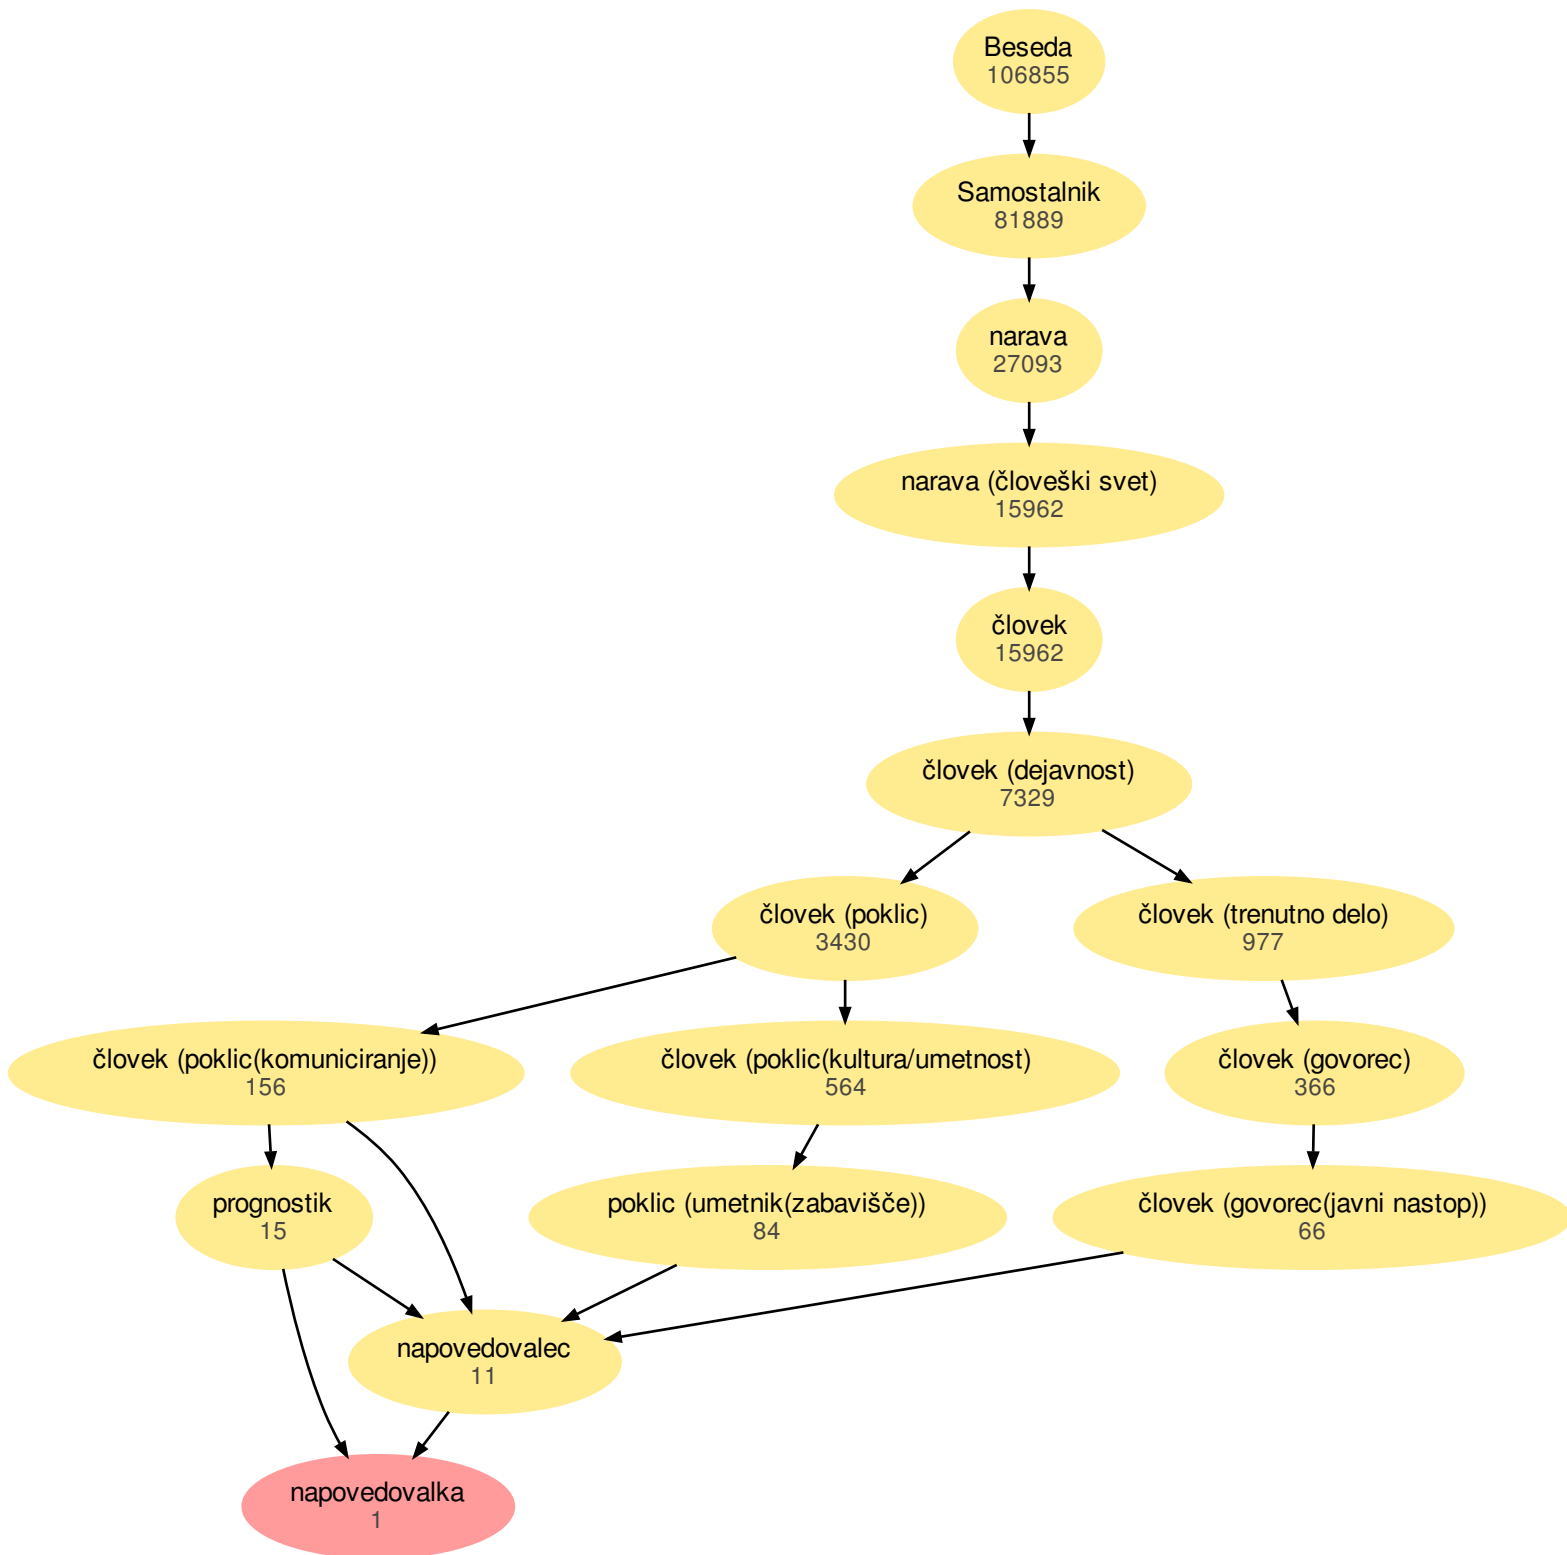 Beseda
106855
Samostalnik
81889
narava
27093
narava (človeški svet)
15962
človek
15962
človek (dejavnost)
7329
človek (poklic)
3430
človek (trenutno delo)
977
človek (poklic(komuniciranje))
156
človek (poklic(kultura/umetnost)
564
človek (govorec)
366
prognostik
15
poklic (umetnik(zabavišče))
84
človek (govorec(javni nastop))
66
napovedovalec
11
napovedovalka
1